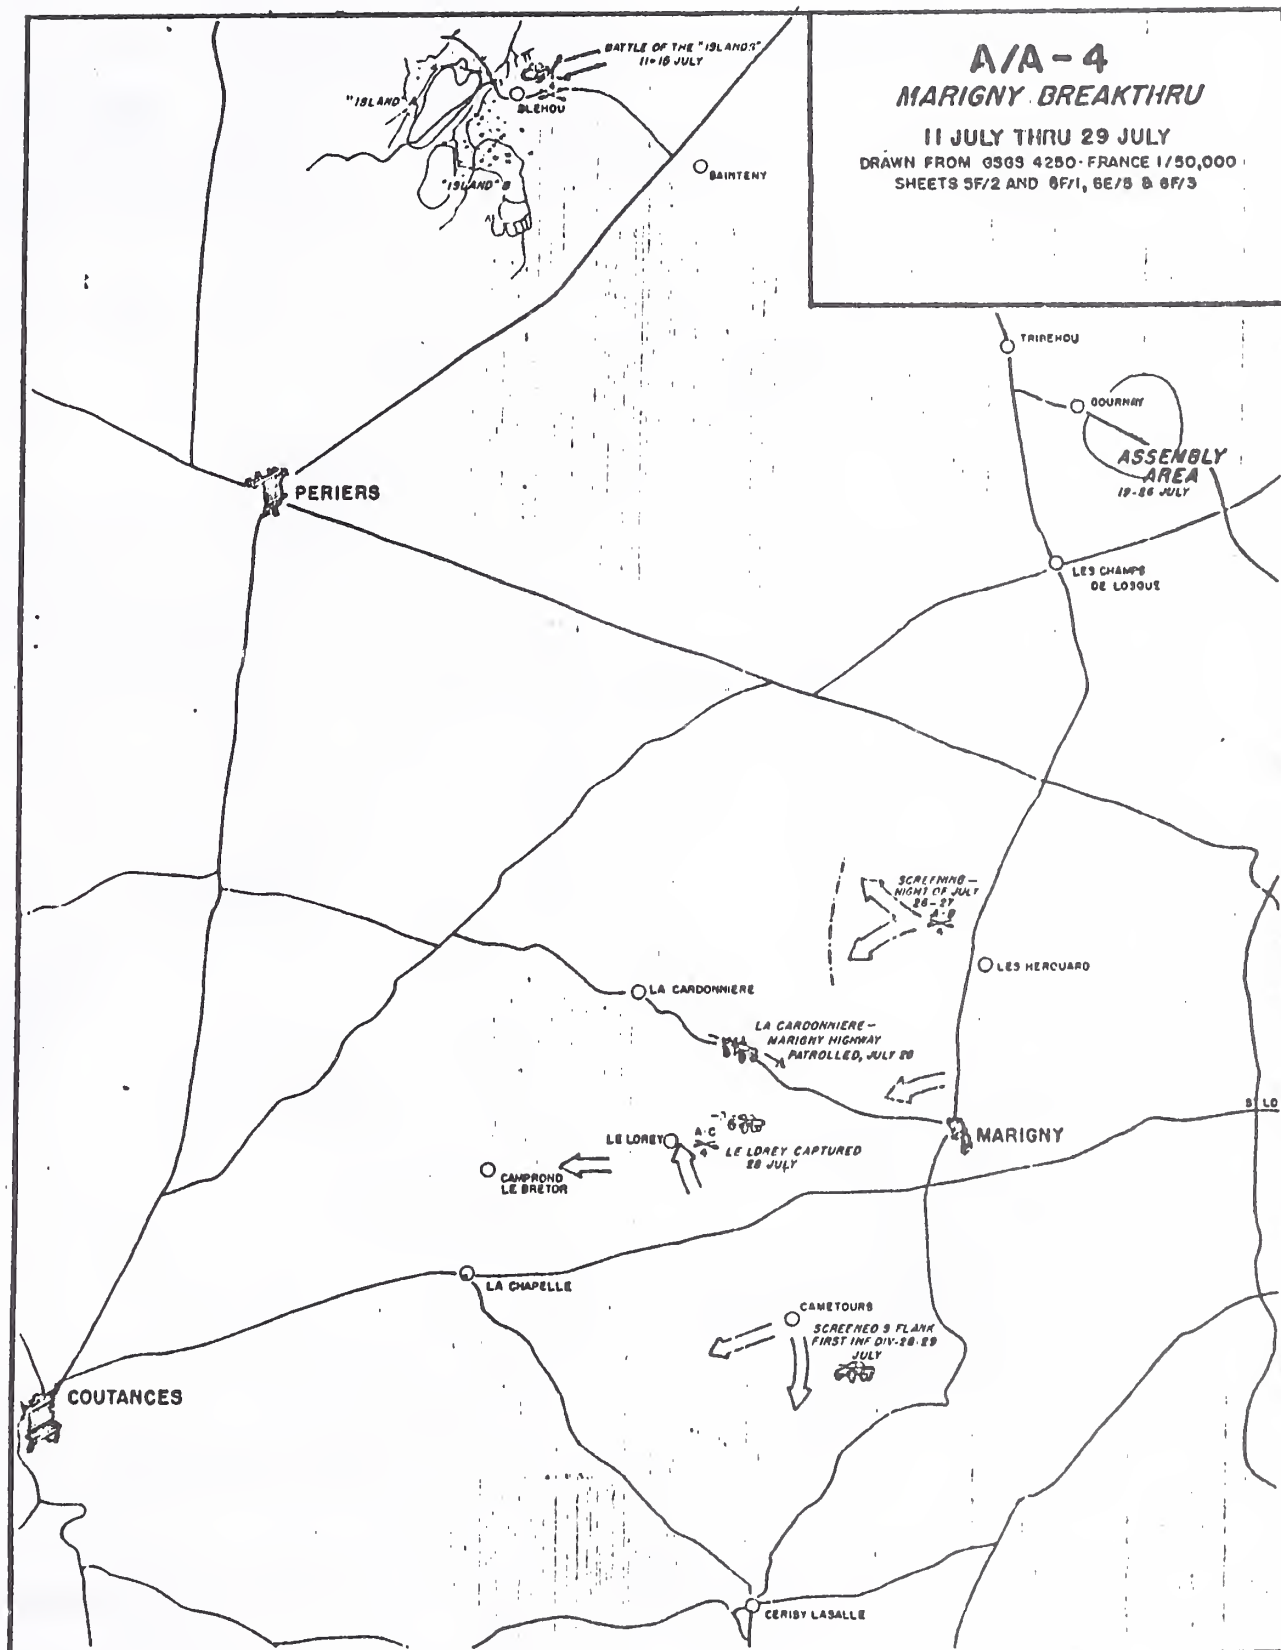 A/A-4
MARIGNY BREAKTHRU
11 JULY THRU 29 JULY
DRAWN FROM GSGS 4250-FRANCE 1/50,000
SHEETS 5F/2 AND 6F/1, 6E/5 & 6F/3
BATTLE OF THE "ISLANDS"
11-16 JULY
"ISLAND" A
BLEHOU
"ISLAND" B
SAINTENY
TRIBEHOU
GOURNAY
ASSEMBLY
AREA
19-26 JULY
PERIERS
LES CHAMPS
DE LOSQUE
SCREENING-
NIGHT OF JULY
26-27
A-B
4
LES HEROUARD
LA CARDONNIERE
LA CARDONNIERE-
MARIGNY HIGHWAY
PATROLLED, JULY 28
LE LOREY
A-C
4
LE LOREY CAPTURED
28 JULY
MARIGNY
CAMPROND
LE BRETOR
LA CHAPELLE
CAMETOURS
SCREENED S FLANK
FIRST INF DIV-28-29
JULY
COUTANCES
CERISY LASALLE